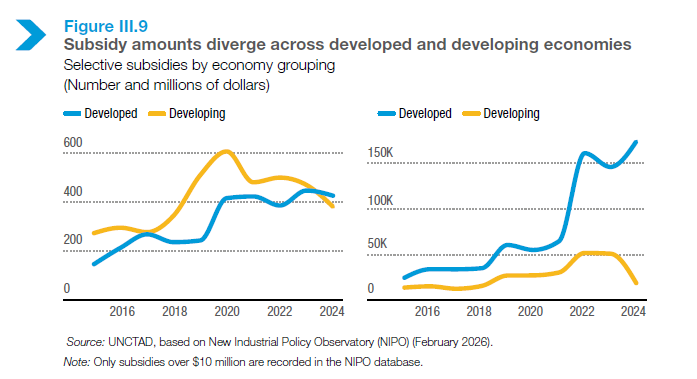 Figure III.9
Subsidy amounts diverge across developed and developing economies
Selective subsidies by economy grouping
(Number and millions of dollars)
Developed Developing
600
400
200
0
2016 2018 2020 2022 2024
Developed Developing
150K
100K
50K
0
2016 2018 2020 2022 2024
Source: UNCTAD, based on New Industrial Policy Observatory (NIPO) (February 2026).
Note: Only subsidies over $10 million are recorded in the NIPO database.